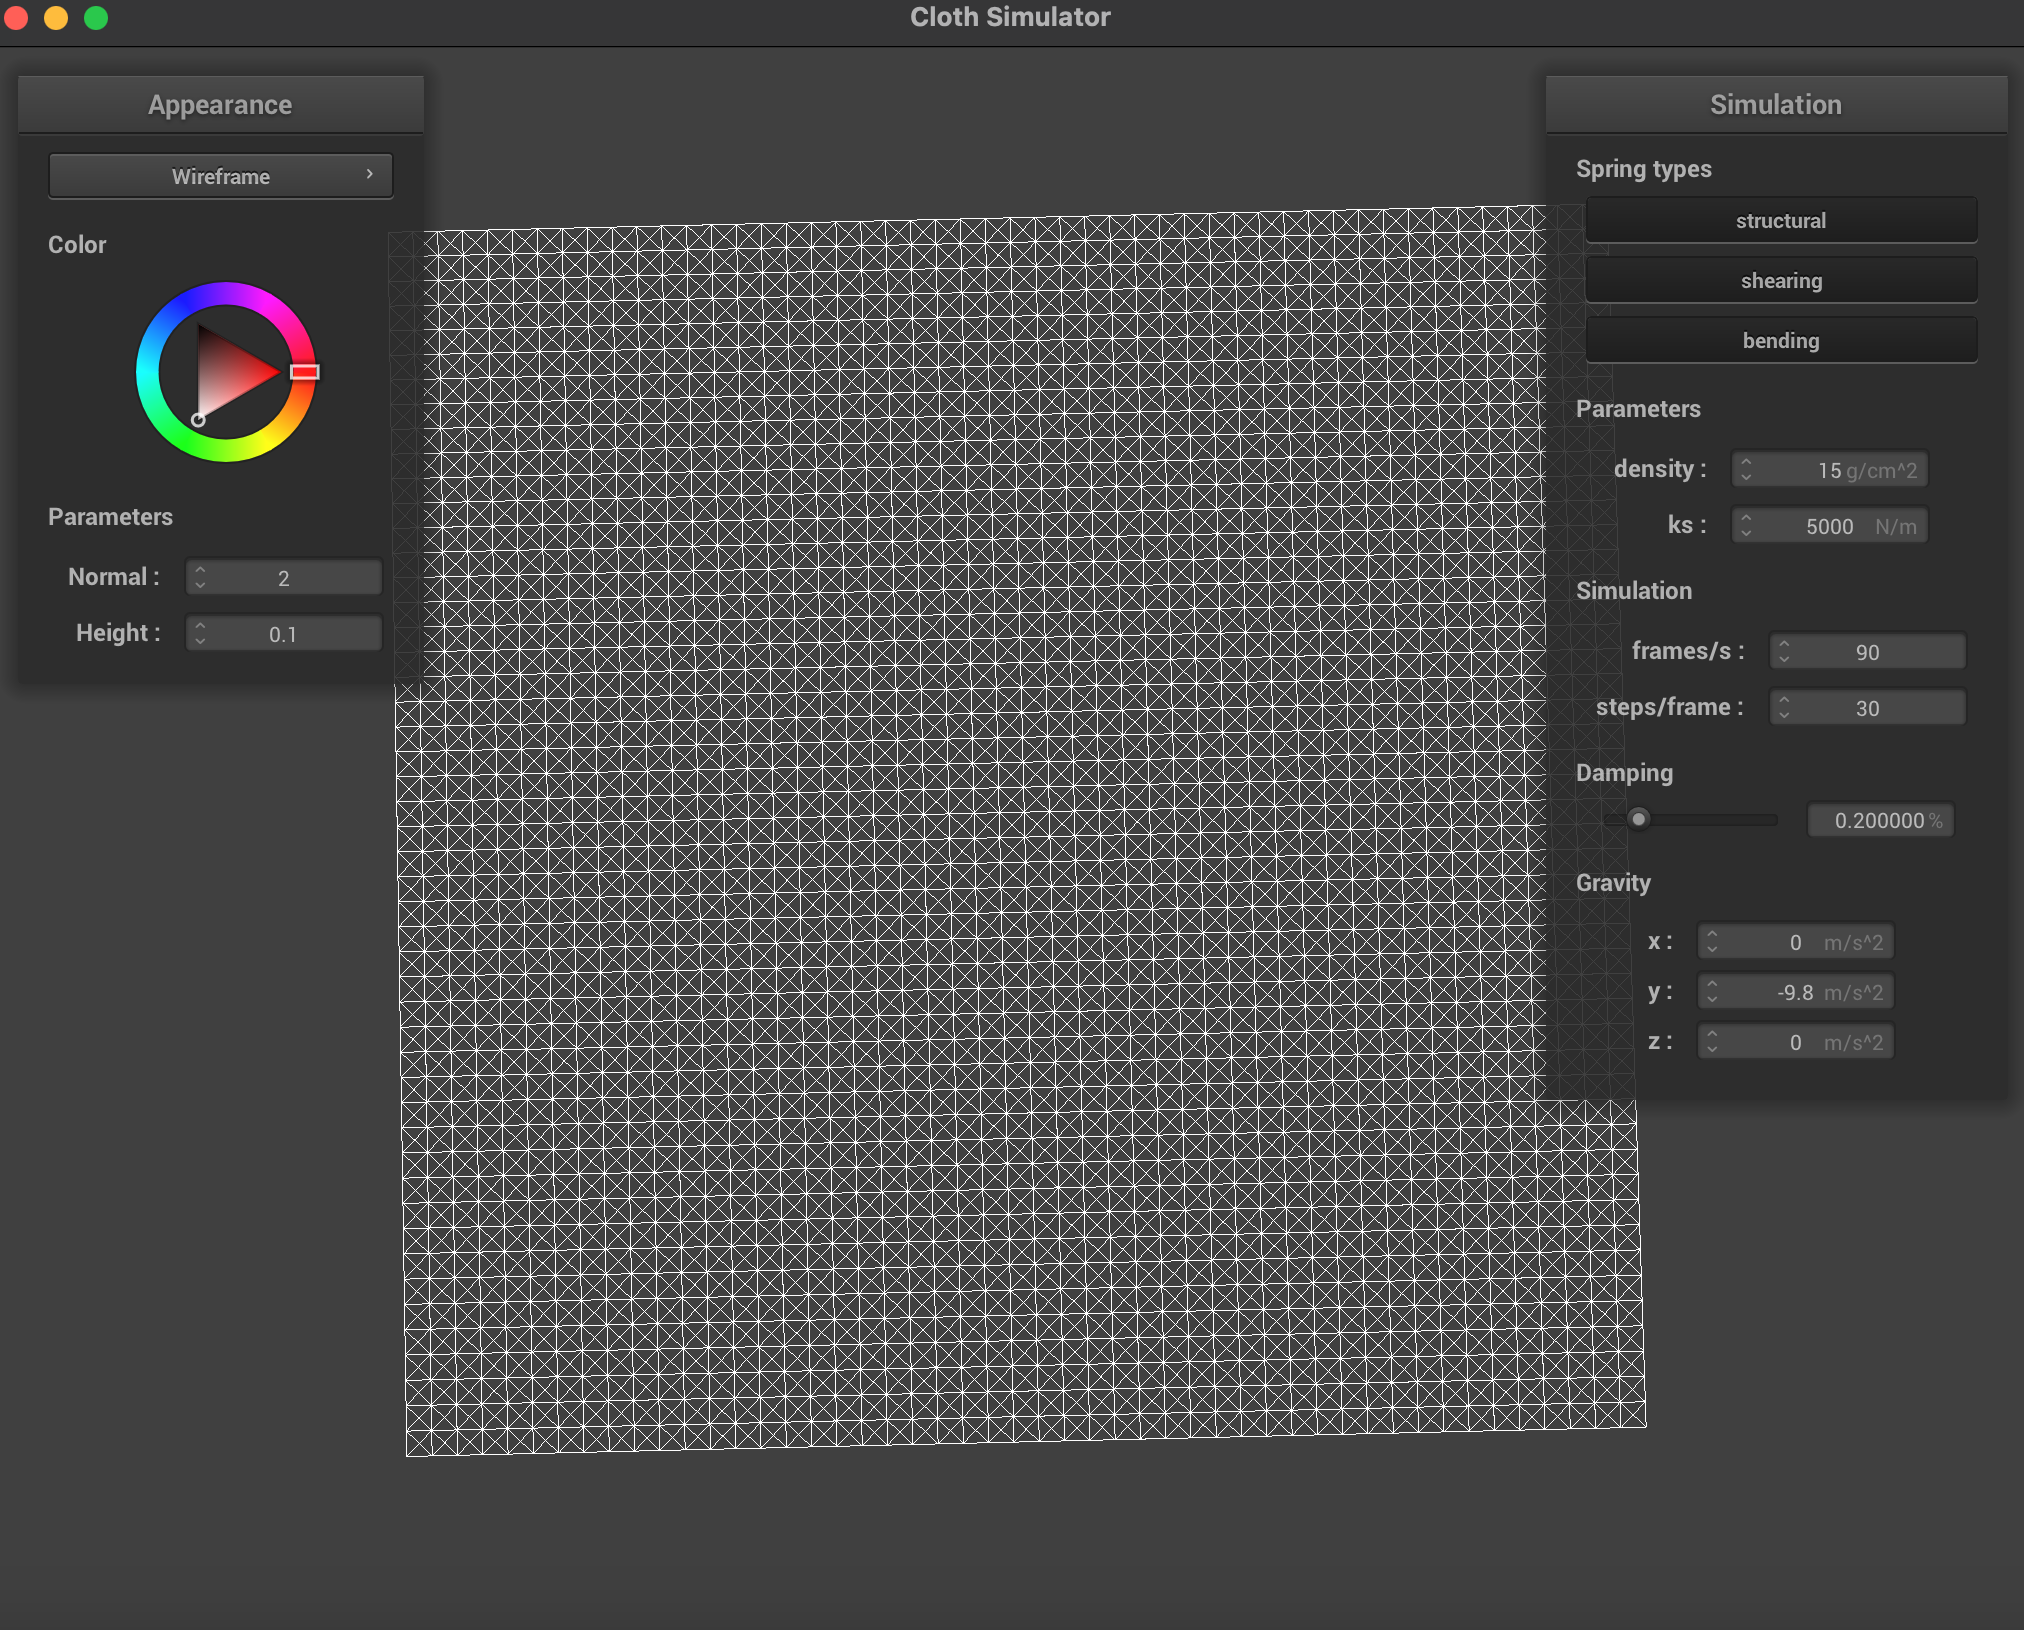 Cloth Simulator
Appearance
Wireframe
Color
Parameters
Normal : 2
Height : 0.1
Simulation
Spring types
structural
shearing
bending
Parameters
density : 15 g/cm^2
ks : 5000 N/m
Simulation
frames/s : 90
steps/frame : 30
Damping
0.200000 %
Gravity
x : 0 m/s^2
y : -9.8 m/s^2
z : 0 m/s^2